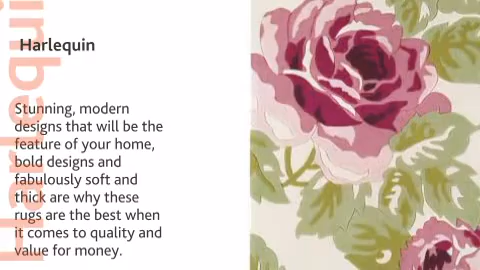 Harlequin
Harlequin
Stunning, modern
designs that will be the
feature of your home,
bold designs and
fabulously soft and
thick are why these
rugs are the best when
it comes to quality and
value for money.